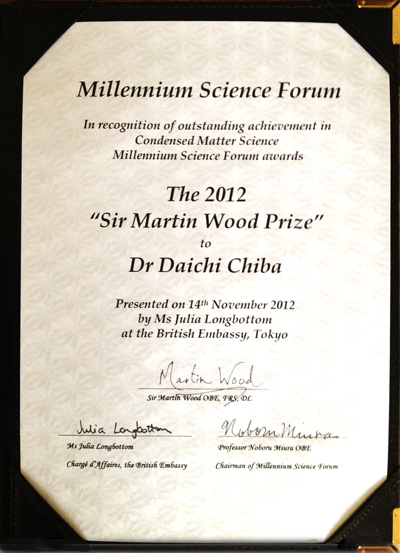 Millennium Science Forum
In recognition of outstanding achievement in
Condensed Matter Science
Millennium Science Forum awards
The 2012
“Sir Martin Wood Prize”
to
Dr Daichi Chiba
Presented on 14th November 2012
by Ms Julia Longbottom
at the British Embassy, Tokyo
Martin Wood
Sir Martin Wood OBE, FRS, DL
Julia Longbottom
Noboru Miura
Ms Julia Longbottom
Professor Noboru Miura OBE
Chargé d'Affaires, the British Embassy
Chairman of Millennium Science Forum